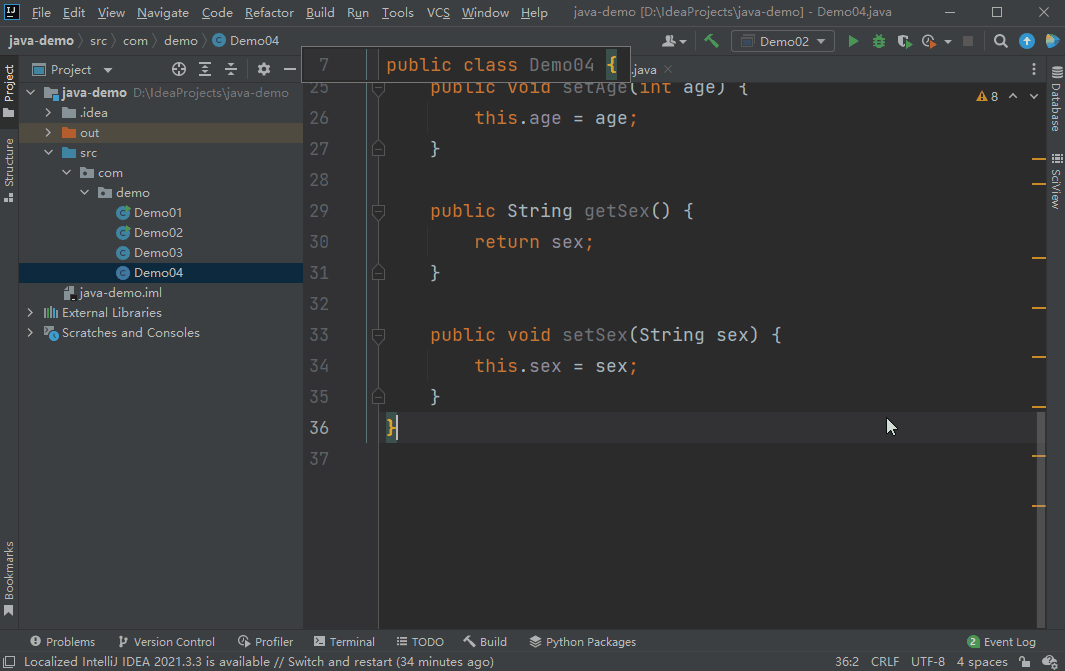 File Edit View Navigate Code Refactor Build Run Tools VCS Window Help java-demo [D:\IdeaProjects\java-demo] - Demo04.java
java-demo src com demo Demo04 Demo02
Project
Project
7 public class Demo04 {
.java
java-demo D:\IdeaProjects\java-demo
.idea
out
src
com
demo
Demo01
Demo02
Demo03
Demo04
java-demo.iml
External Libraries
Scratches and Consoles
Structure
Bookmarks
8
25 public void setAge(int age) {
26 this.age = age;
27 }
28
29 public String getSex() {
30 return sex;
31 }
32
33 public void setSex(String sex) {
34 this.sex = sex;
35 }
36 }
37
Database
SciView
Problems Version Control Profiler Terminal TODO Build Python Packages 2 Event Log
Localized IntelliJ IDEA 2021.3.3 is available // Switch and restart (34 minutes ago) 36:2 CRLF UTF-8 4 spaces